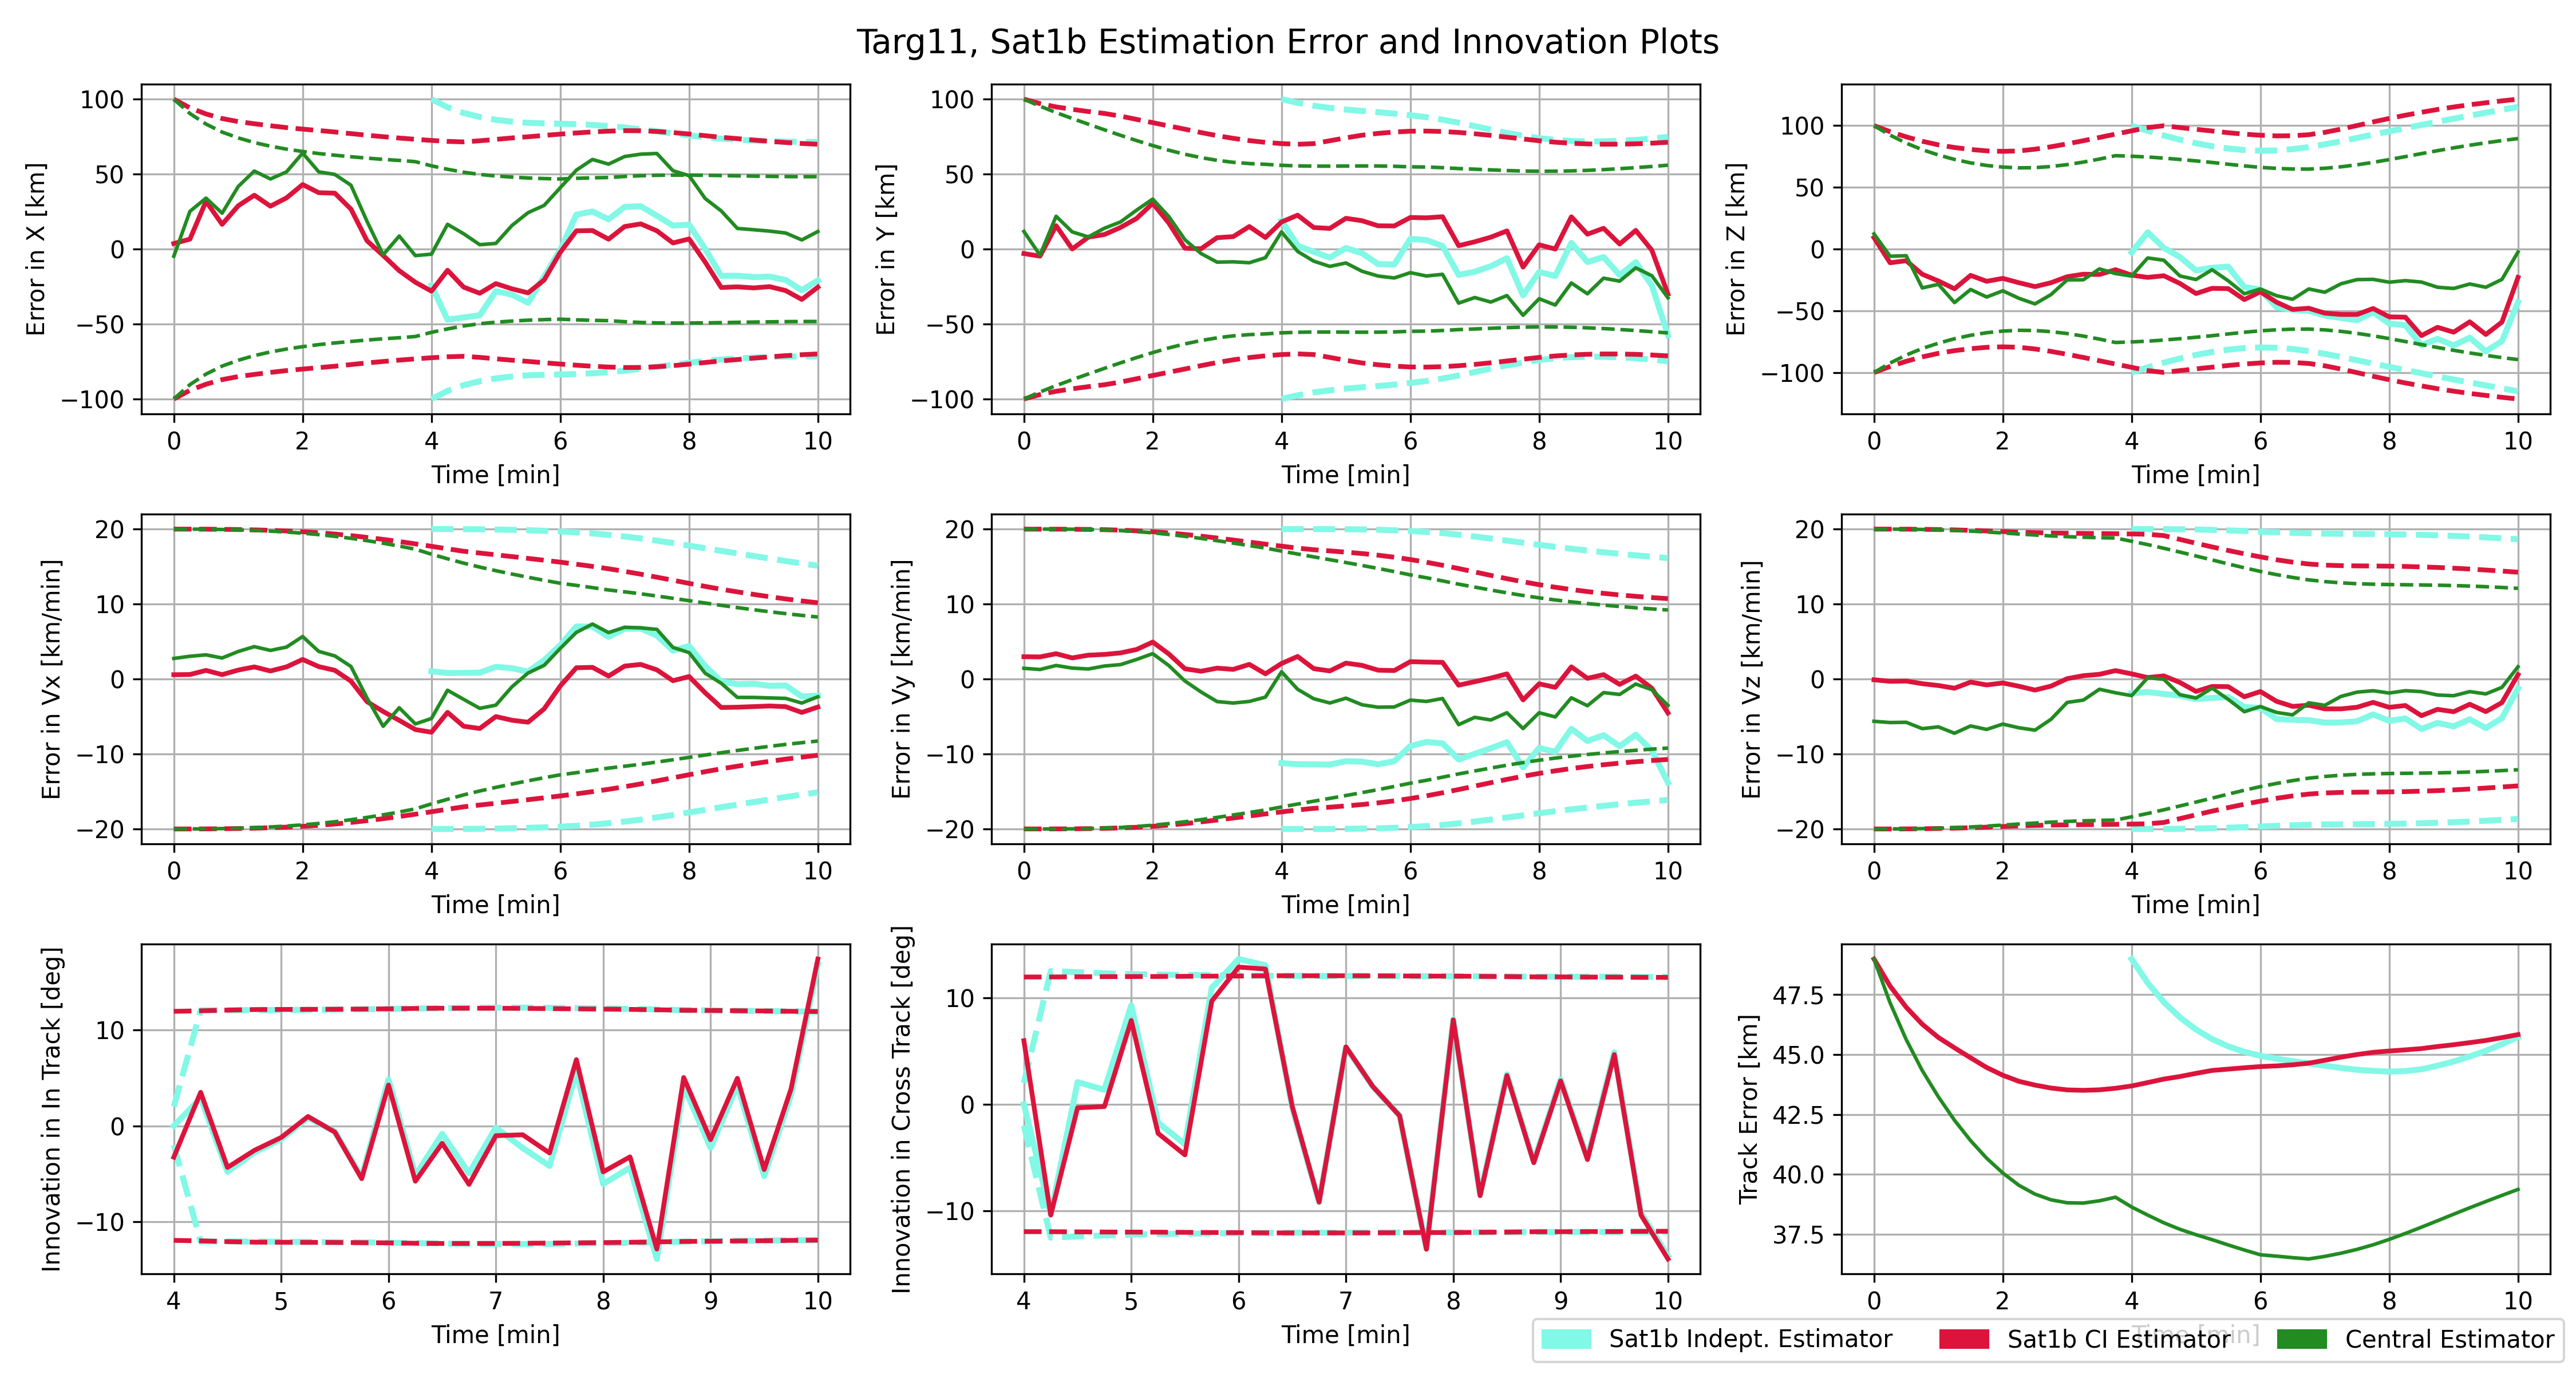 Targ11, Sat1b Estimation Error and Innovation Plots
Error in X [km]
100
50
0
−50
−100
0 2 4 6 8 10
Time [min]
Error in Y [km]
100
50
0
−50
−100
0 2 4 6 8 10
Time [min]
Error in Z [km]
100
50
0
−50
−100
0 2 4 6 8 10
Time [min]
Error in Vx [km/min]
20
10
0
−10
−20
0 2 4 6 8 10
Time [min]
Error in Vy [km/min]
20
10
0
−10
−20
0 2 4 6 8 10
Time [min]
Error in Vz [km/min]
20
10
0
−10
−20
0 2 4 6 8 10
Time [min]
Innovation in In Track [deg]
10
0
−10
4 5 6 7 8 9 10
Time [min]
Innovation in Cross Track [deg]
10
0
−10
4 5 6 7 8 9 10
Time [min]
Track Error [km]
47.5
45.0
42.5
40.0
37.5
0 2 4 6 8 10
Time [min]
Sat1b Indept. Estimator Sat1b CI Estimator Central Estimator